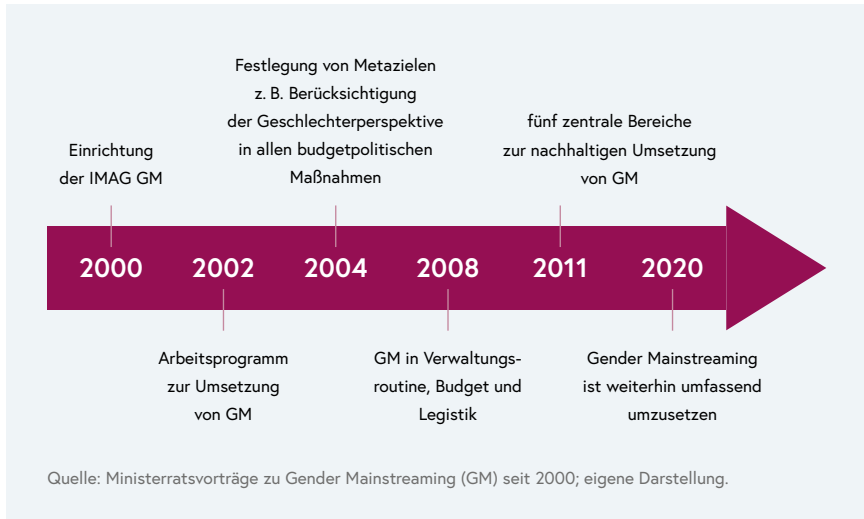 Festlegung von Metazielen
z. B. Berücksichtigung
der Geschlechterperspektive
in allen budgetpolitischen
Maßnahmen
fünf zentrale Bereiche
zur nachhaltigen Umsetzung
von GM
Einrichtung
der IMAG GM
2000 2002 2004 2008 2011 2020
Arbeitsprogramm
zur Umsetzung
von GM
GM in Verwaltungs-
routine, Budget und
Legistik
Gender Mainstreaming
ist weiterhin umfassend
umzusetzen
Quelle: Ministerratsvorträge zu Gender Mainstreaming (GM) seit 2000; eigene Darstellung.